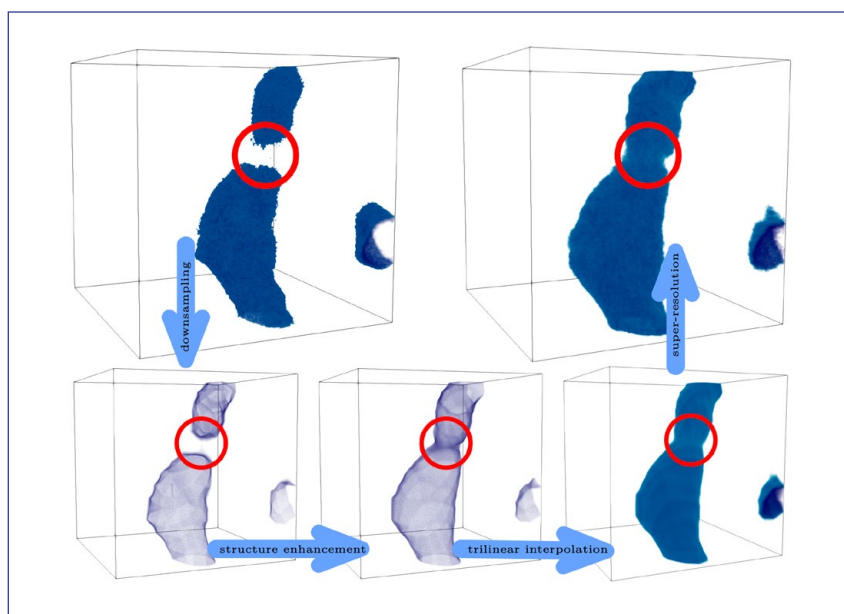 downsampling
super-resolution
structure enhancement
trilinear interpolation